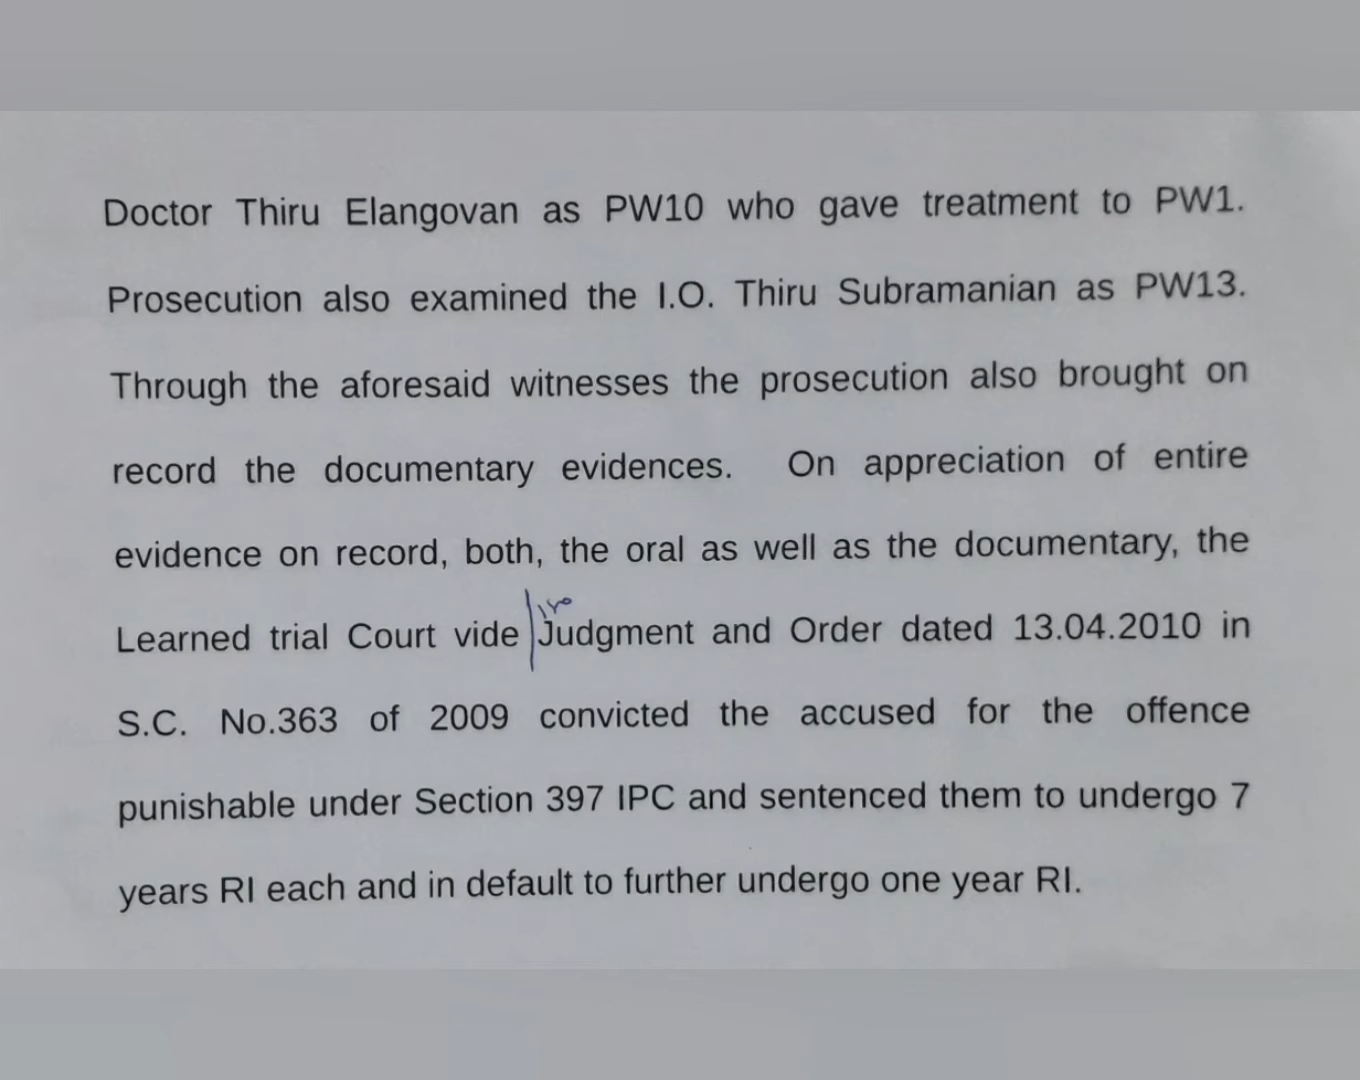 Doctor Thiru Elangovan as PW10 who gave treatment to PW1.
Prosecution also examined the I.O. Thiru Subramanian as PW13.
Through the aforesaid witnesses the prosecution also brought on
record the documentary evidences. On appreciation of entire
evidence on record, both, the oral as well as the documentary, the
Learned trial Court vide Judgment and Order dated 13.04.2010 in
S.C. No.363 of 2009 convicted the accused for the offence
punishable under Section 397 IPC and sentenced them to undergo 7
years RI each and in default to further undergo one year RI.